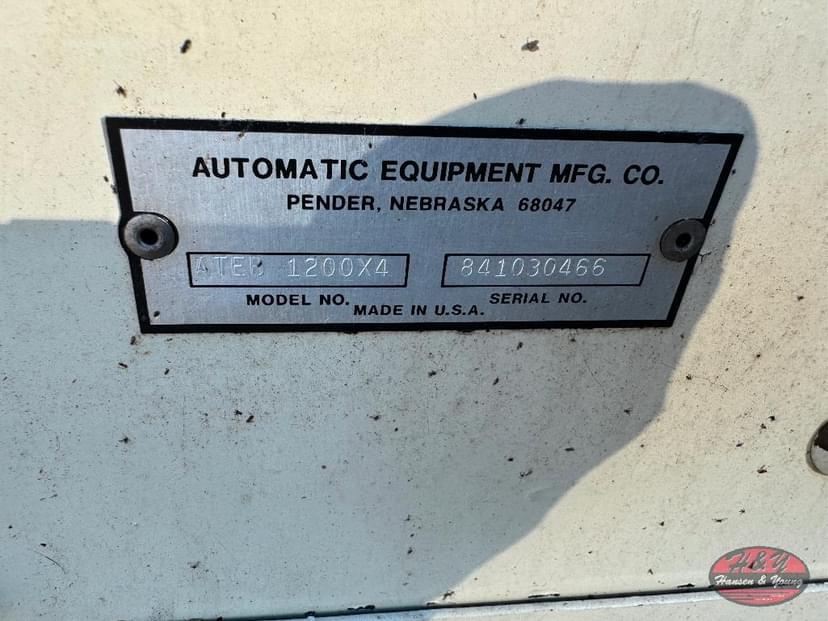 AUTOMATIC EQUIPMENT MFG. CO.
PENDER, NEBRASKA 68047
1200X4 841030466
MODEL NO. SERIAL NO.
MADE IN U.S.A.
H&Y
Hansen & Young